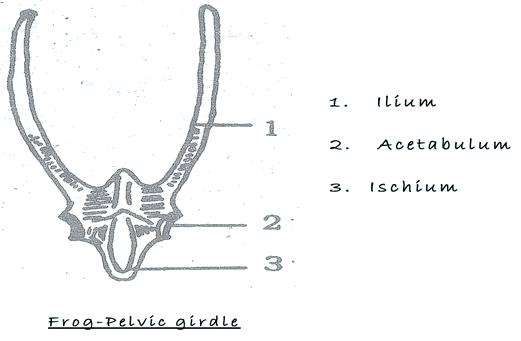 1
2
3
1. Ilium
2. Acetabulum
3. Ischium
Frog-Pelvic girdle